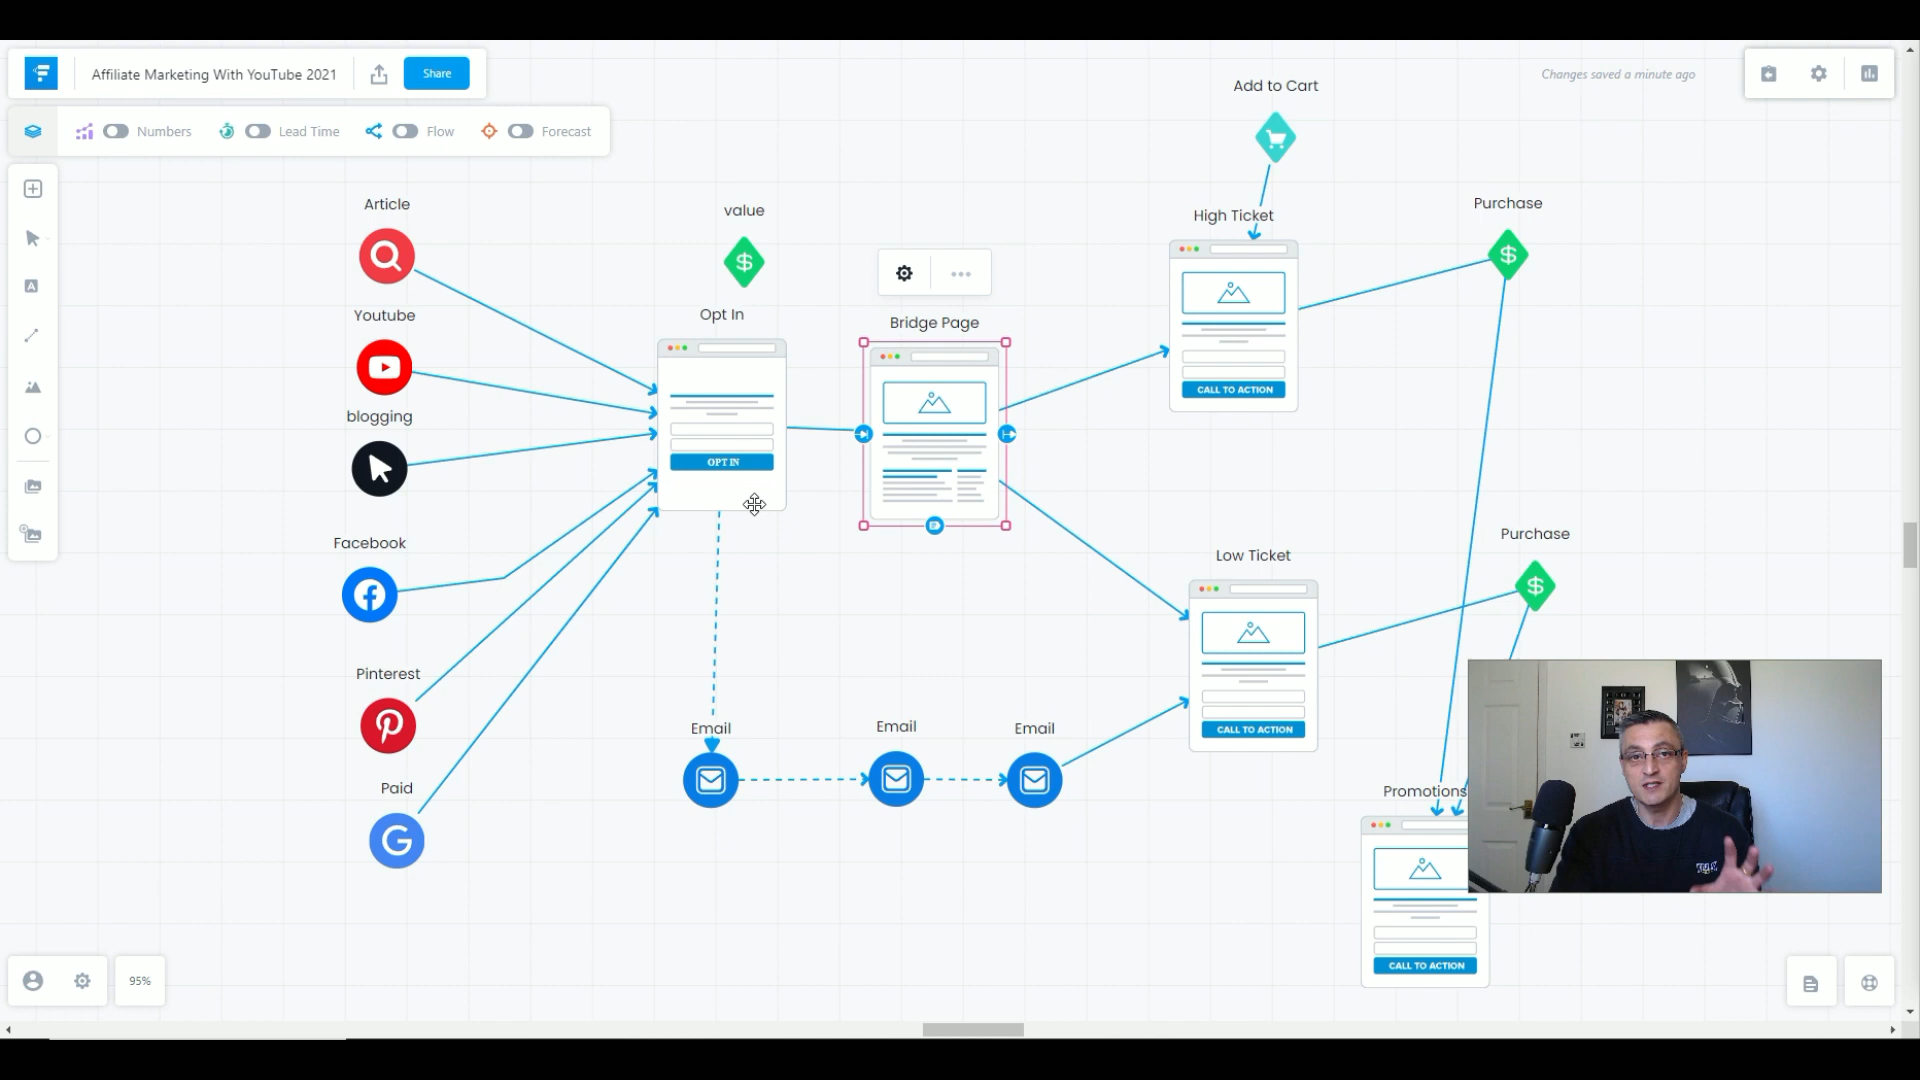 Affiliate Marketing With YouTube 2021
Share
Changes saved a minute ago
Numbers
Lead Time
Flow
Forecast
Add to Cart
Article
value
High Ticket
Purchase
Youtube
Opt In
Bridge Page
CALL TO ACTION
blogging
OPT IN
Facebook
Purchase
Low Ticket
Pinterest
Email
Email
Email
CALL TO ACTION
Paid
Promotions
CALL TO ACTION
95%